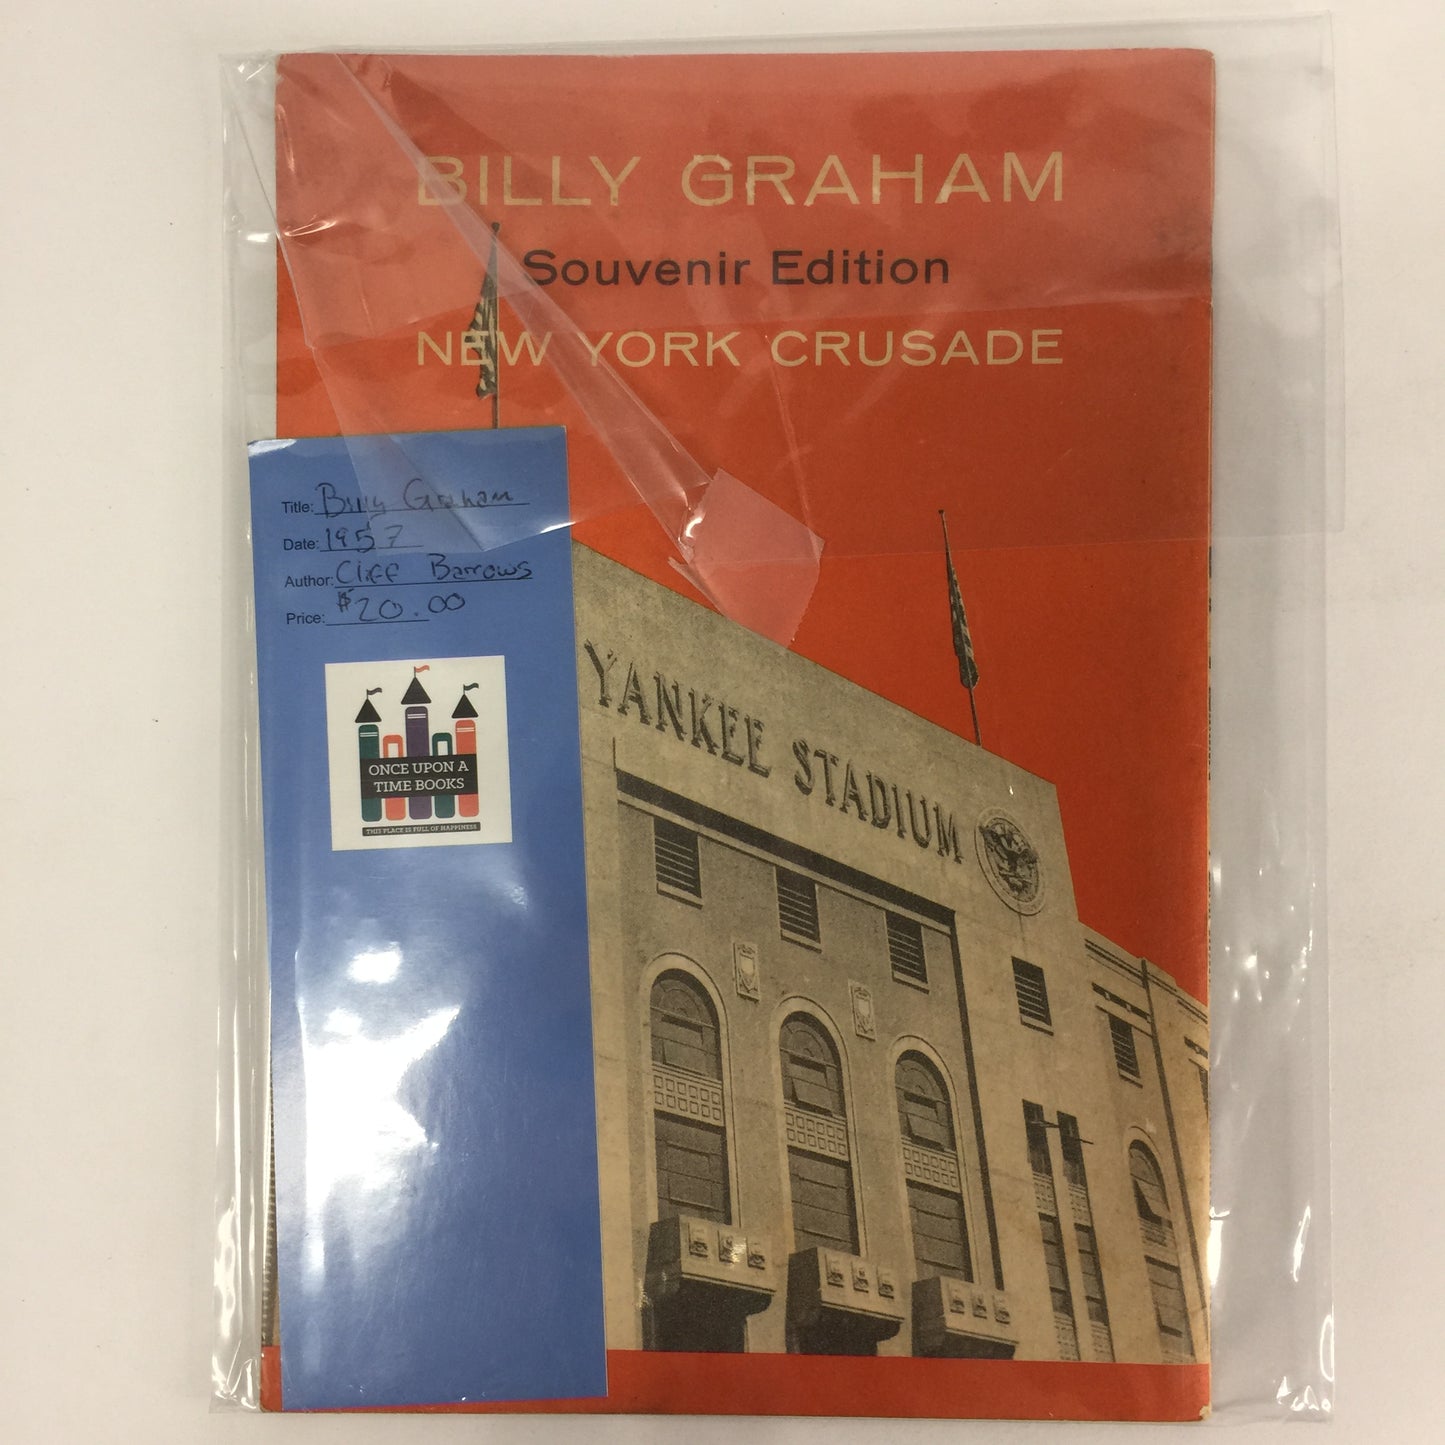 BILLY GRAHAM
Souvenir Edition
NEW YORK CRUSADE
Title: Billy Graham
Date: 1957
Author: Cliff Barrows
Price: $20.00
ONCE UPON A
TIME BOOKS
THIS PLACE IS FULL OF HAPPINESS
YANKEE STADIUM